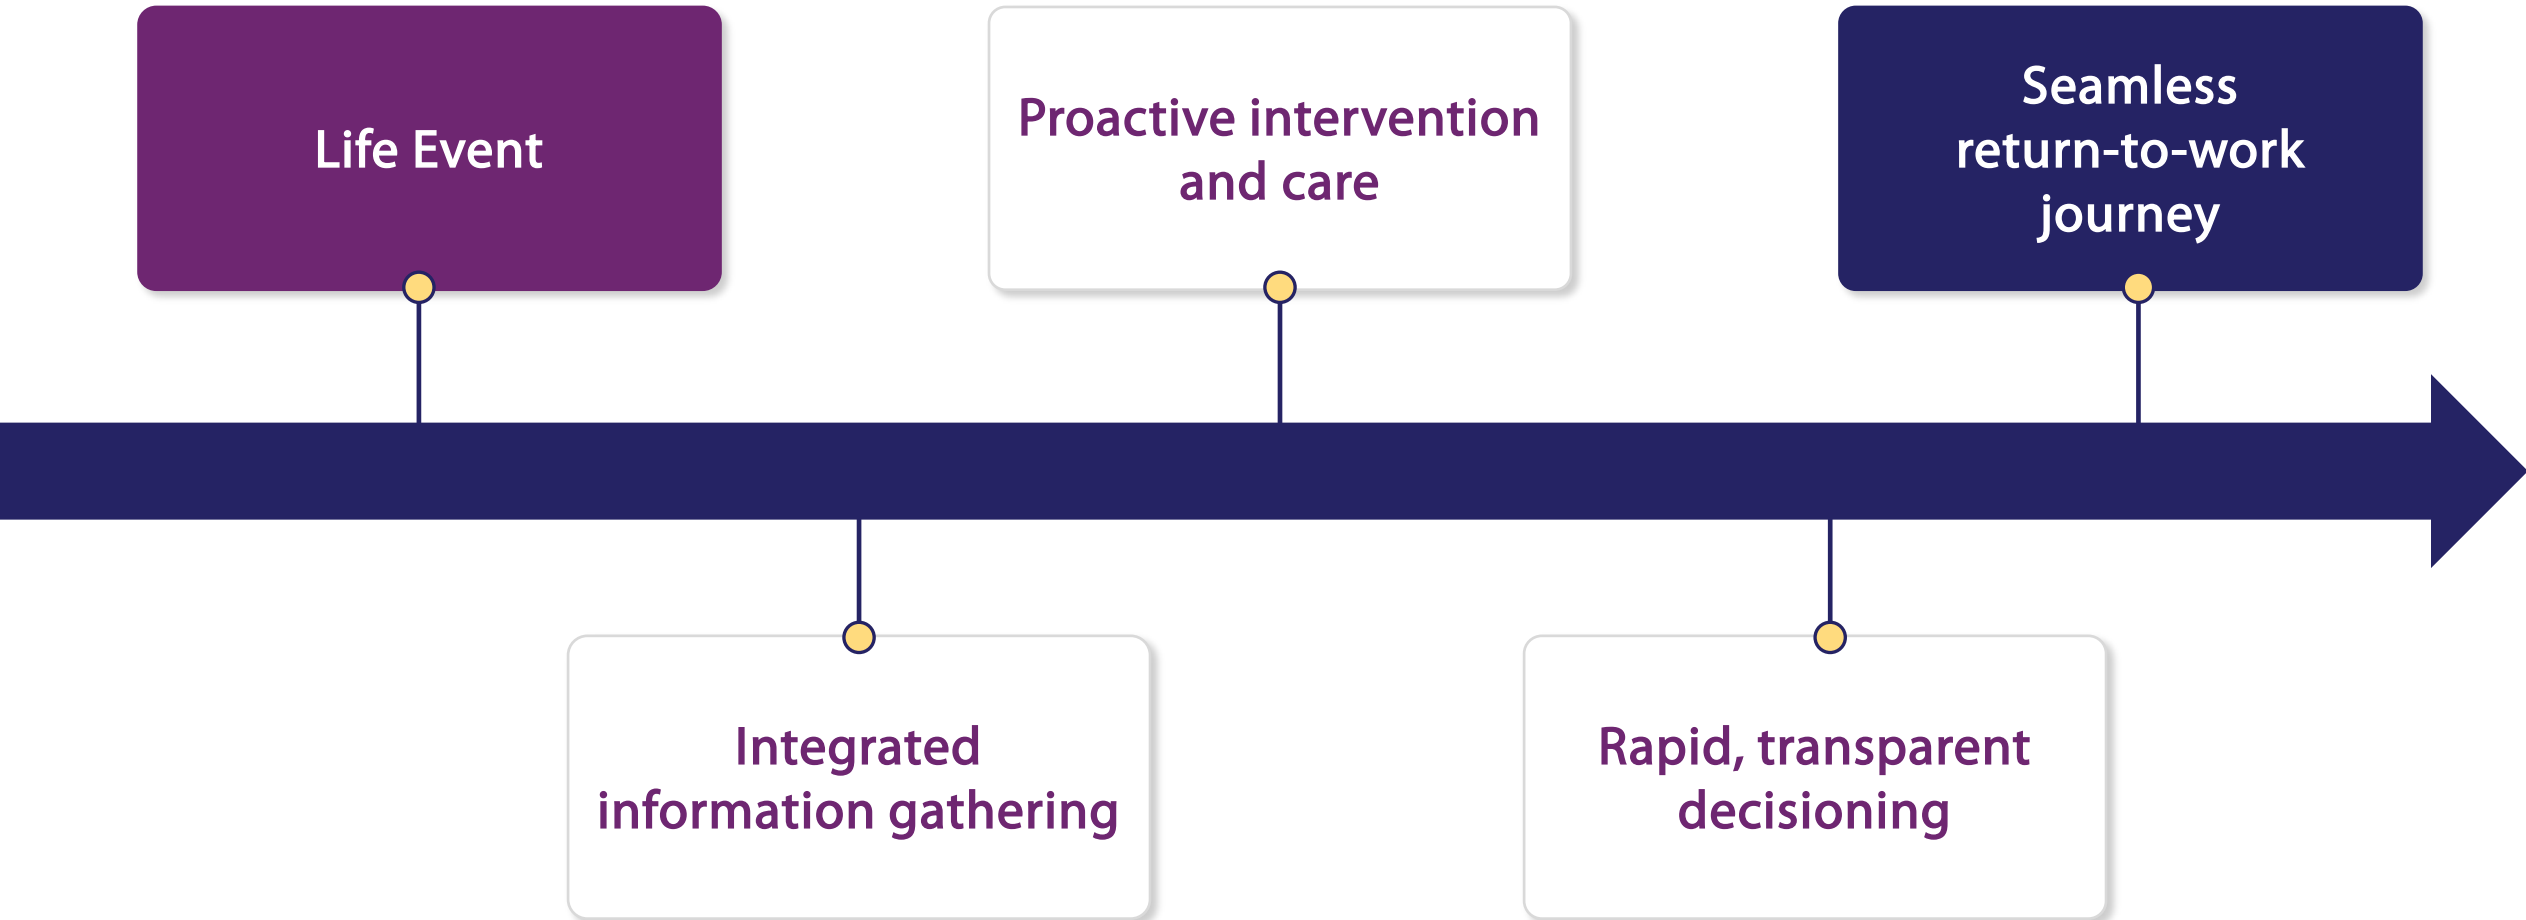 Life Event
Proactive intervention
and care
Seamless
return-to-work
journey
Integrated
information gathering
Rapid, transparent
decisioning